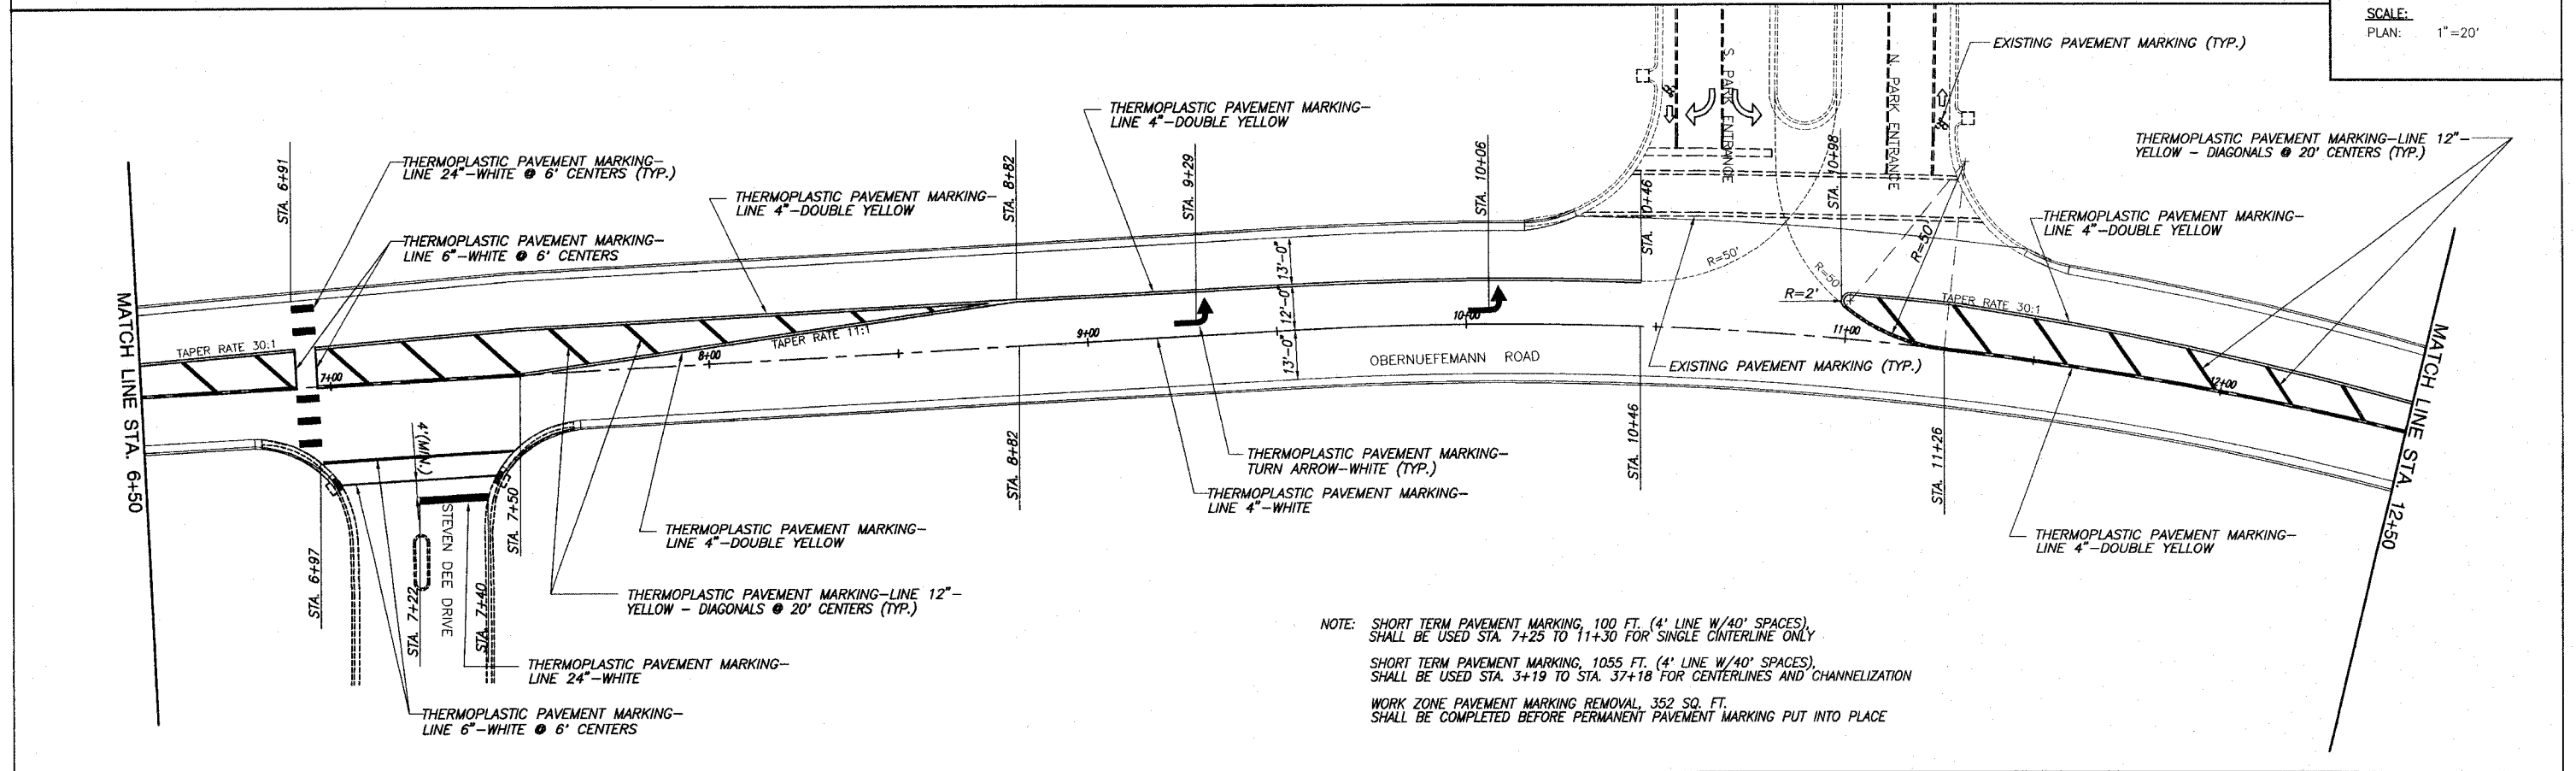 SCALE:
PLAN: 1"=20'
EXISTING PAVEMENT MARKING (TYP.)
S. PARK ENTRANCE
N. PARK ENTRANCE
THERMOPLASTIC PAVEMENT MARKING-
LINE 4"-DOUBLE YELLOW
THERMOPLASTIC PAVEMENT MARKING-LINE 12"-
YELLOW - DIAGONALS @ 20' CENTERS (TYP.)
STA. 6+91
THERMOPLASTIC PAVEMENT MARKING-
LINE 24"-WHITE @ 6' CENTERS (TYP.)
THERMOPLASTIC PAVEMENT MARKING-
LINE 4"-DOUBLE YELLOW
STA. 8+82
STA. 9+29
STA. 10+06
STA. 10+46
STA. 10+98
THERMOPLASTIC PAVEMENT MARKING-
LINE 6"-WHITE @ 6' CENTERS
THERMOPLASTIC PAVEMENT MARKING-
LINE 4"-DOUBLE YELLOW
R=50'
R=50'
R=50'
R=2'
13'-0"
12'-0"
13'-0"
MATCH LINE STA. 6+50
TAPER RATE 30:1
7+00
8+00
TAPER RATE 11:1
9+00
10+00
11+00
TAPER RATE 30:1
12+00
MATCH LINE STA. 12+50
OBERNUEFEMANN ROAD
EXISTING PAVEMENT MARKING (TYP.)
4'(MIN.)
STA. 7+50
STA. 8+82
STA. 10+46
STA. 11+26
THERMOPLASTIC PAVEMENT MARKING-
TURN ARROW-WHITE (TYP.)
THERMOPLASTIC PAVEMENT MARKING-
LINE 4"-WHITE
THERMOPLASTIC PAVEMENT MARKING-
LINE 4"-DOUBLE YELLOW
THERMOPLASTIC PAVEMENT MARKING-
LINE 4"-DOUBLE YELLOW
STA. 6+97
STA. 7+22
STEVEN DEE DRIVE
STA. 7+40
THERMOPLASTIC PAVEMENT MARKING-LINE 12"-
YELLOW - DIAGONALS @ 20' CENTERS (TYP.)
THERMOPLASTIC PAVEMENT MARKING-
LINE 24"-WHITE
THERMOPLASTIC PAVEMENT MARKING-
LINE 6"-WHITE @ 6' CENTERS
NOTE: SHORT TERM PAVEMENT MARKING, 100 FT. (4' LINE W/40' SPACES),
SHALL BE USED STA. 7+25 TO 11+30 FOR SINGLE CINTERLINE ONLY
SHORT TERM PAVEMENT MARKING, 1055 FT. (4' LINE W/40' SPACES),
SHALL BE USED STA. 3+19 TO STA. 37+18 FOR CENTERLINES AND CHANNELIZATION
WORK ZONE PAVEMENT MARKING REMOVAL, 352 SQ. FT.
SHALL BE COMPLETED BEFORE PERMANENT PAVEMENT MARKING PUT INTO PLACE